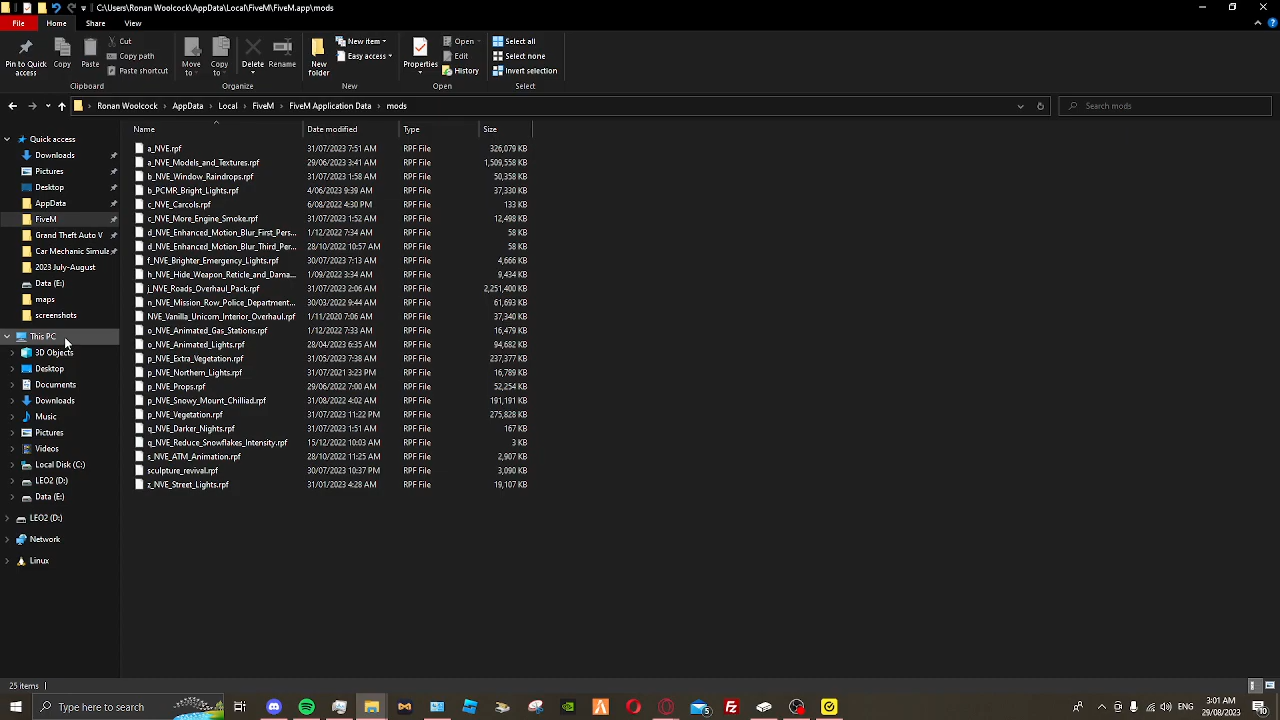 C:\Users\Ronan Woolcock\AppData\Local\FiveM\FiveM.app\mods
File Home Share View
Pin to Quick access
Copy
Paste
Cut
Copy path
Paste shortcut
Clipboard
Move to
Copy to
Delete
Rename
Organize
New folder
New item
Easy access
New
Properties
Open
Edit
History
Open
Select all
Select none
Invert selection
Select
Ronan Woolcock > AppData > Local > FiveM > FiveM Application Data > mods
Search mods
Quick access
Downloads
Pictures
Desktop
AppData
FiveM
Grand Theft Auto V
Car Mechanic Simula
2023 July-August
Data (E:)
maps
screenshots
This PC
3D Objects
Desktop
Documents
Downloads
Music
Pictures
Videos
Local Disk (C:)
LEO2 (D:)
Data (E:)
LEO2 (D:)
Network
Linux
Name Date modified Type Size
a_NVE.rpf 31/07/2023 7:51 AM RPF File 326,079 KB
a_NVE_Models_and_Textures.rpf 29/06/2023 3:41 AM RPF File 1,509,558 KB
b_NVE_Window_Raindrops.rpf 31/07/2023 1:58 AM RPF File 50,358 KB
b_PCMR_Bright_Lights.rpf 4/06/2023 9:39 AM RPF File 37,330 KB
c_NVE_Carcols.rpf 6/08/2022 4:30 PM RPF File 133 KB
c_NVE_More_Engine_Smoke.rpf 31/07/2023 1:52 AM RPF File 12,498 KB
d_NVE_Enhanced_Motion_Blur_First_Pers... 1/12/2022 7:34 AM RPF File 58 KB
d_NVE_Enhanced_Motion_Blur_Third_Per... 28/10/2022 10:57 AM RPF File 58 KB
f_NVE_Brighter_Emergency_Lights.rpf 30/07/2023 7:13 AM RPF File 4,666 KB
h_NVE_Hide_Weapon_Reticle_and_Dama... 1/09/2022 3:34 AM RPF File 9,434 KB
j_NVE_Roads_Overhaul_Pack.rpf 31/07/2023 2:06 AM RPF File 2,251,400 KB
n_NVE_Mission_Row_Police_Department... 30/03/2022 9:44 AM RPF File 61,693 KB
NVE_Vanilla_Unicorn_Interior_Overhaul.rpf 1/11/2020 7:06 AM RPF File 37,340 KB
o_NVE_Animated_Gas_Stations.rpf 1/12/2022 7:33 AM RPF File 16,479 KB
o_NVE_Animated_Lights.rpf 28/04/2023 6:35 AM RPF File 94,682 KB
p_NVE_Extra_Vegetation.rpf 31/05/2023 7:38 AM RPF File 237,377 KB
p_NVE_Northern_Lights.rpf 11/07/2021 3:23 PM RPF File 16,789 KB
p_NVE_Props.rpf 29/06/2022 7:00 AM RPF File 52,254 KB
p_NVE_Snowy_Mount_Chilliad.rpf 31/08/2022 4:02 AM RPF File 191,191 KB
p_NVE_Vegetation.rpf 31/07/2023 11:22 PM RPF File 275,828 KB
q_NVE_Darker_Nights.rpf 31/07/2023 1:51 AM RPF File 167 KB
q_NVE_Reduce_Snowflakes_Intensity.rpf 15/12/2022 10:03 AM RPF File 3 KB
s_NVE_ATM_Animation.rpf 28/10/2022 11:25 AM RPF File 2,907 KB
sculpture_revival.rpf 30/07/2023 10:37 PM RPF File 3,090 KB
z_NVE_Street_Lights.rpf 31/01/2023 4:28 AM RPF File 19,107 KB
25 items
Type here to search
5
ENG
3:01 AM
29/08/2023